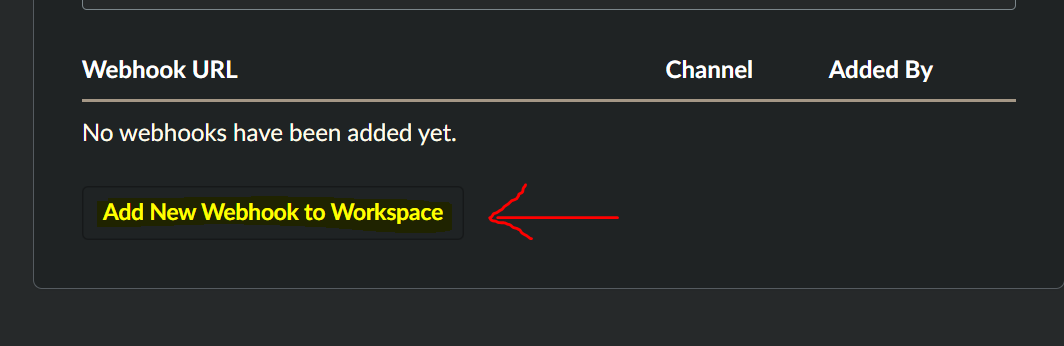 Webhook URL Channel Added By
No webhooks have been added yet.
Add New Webhook to Workspace